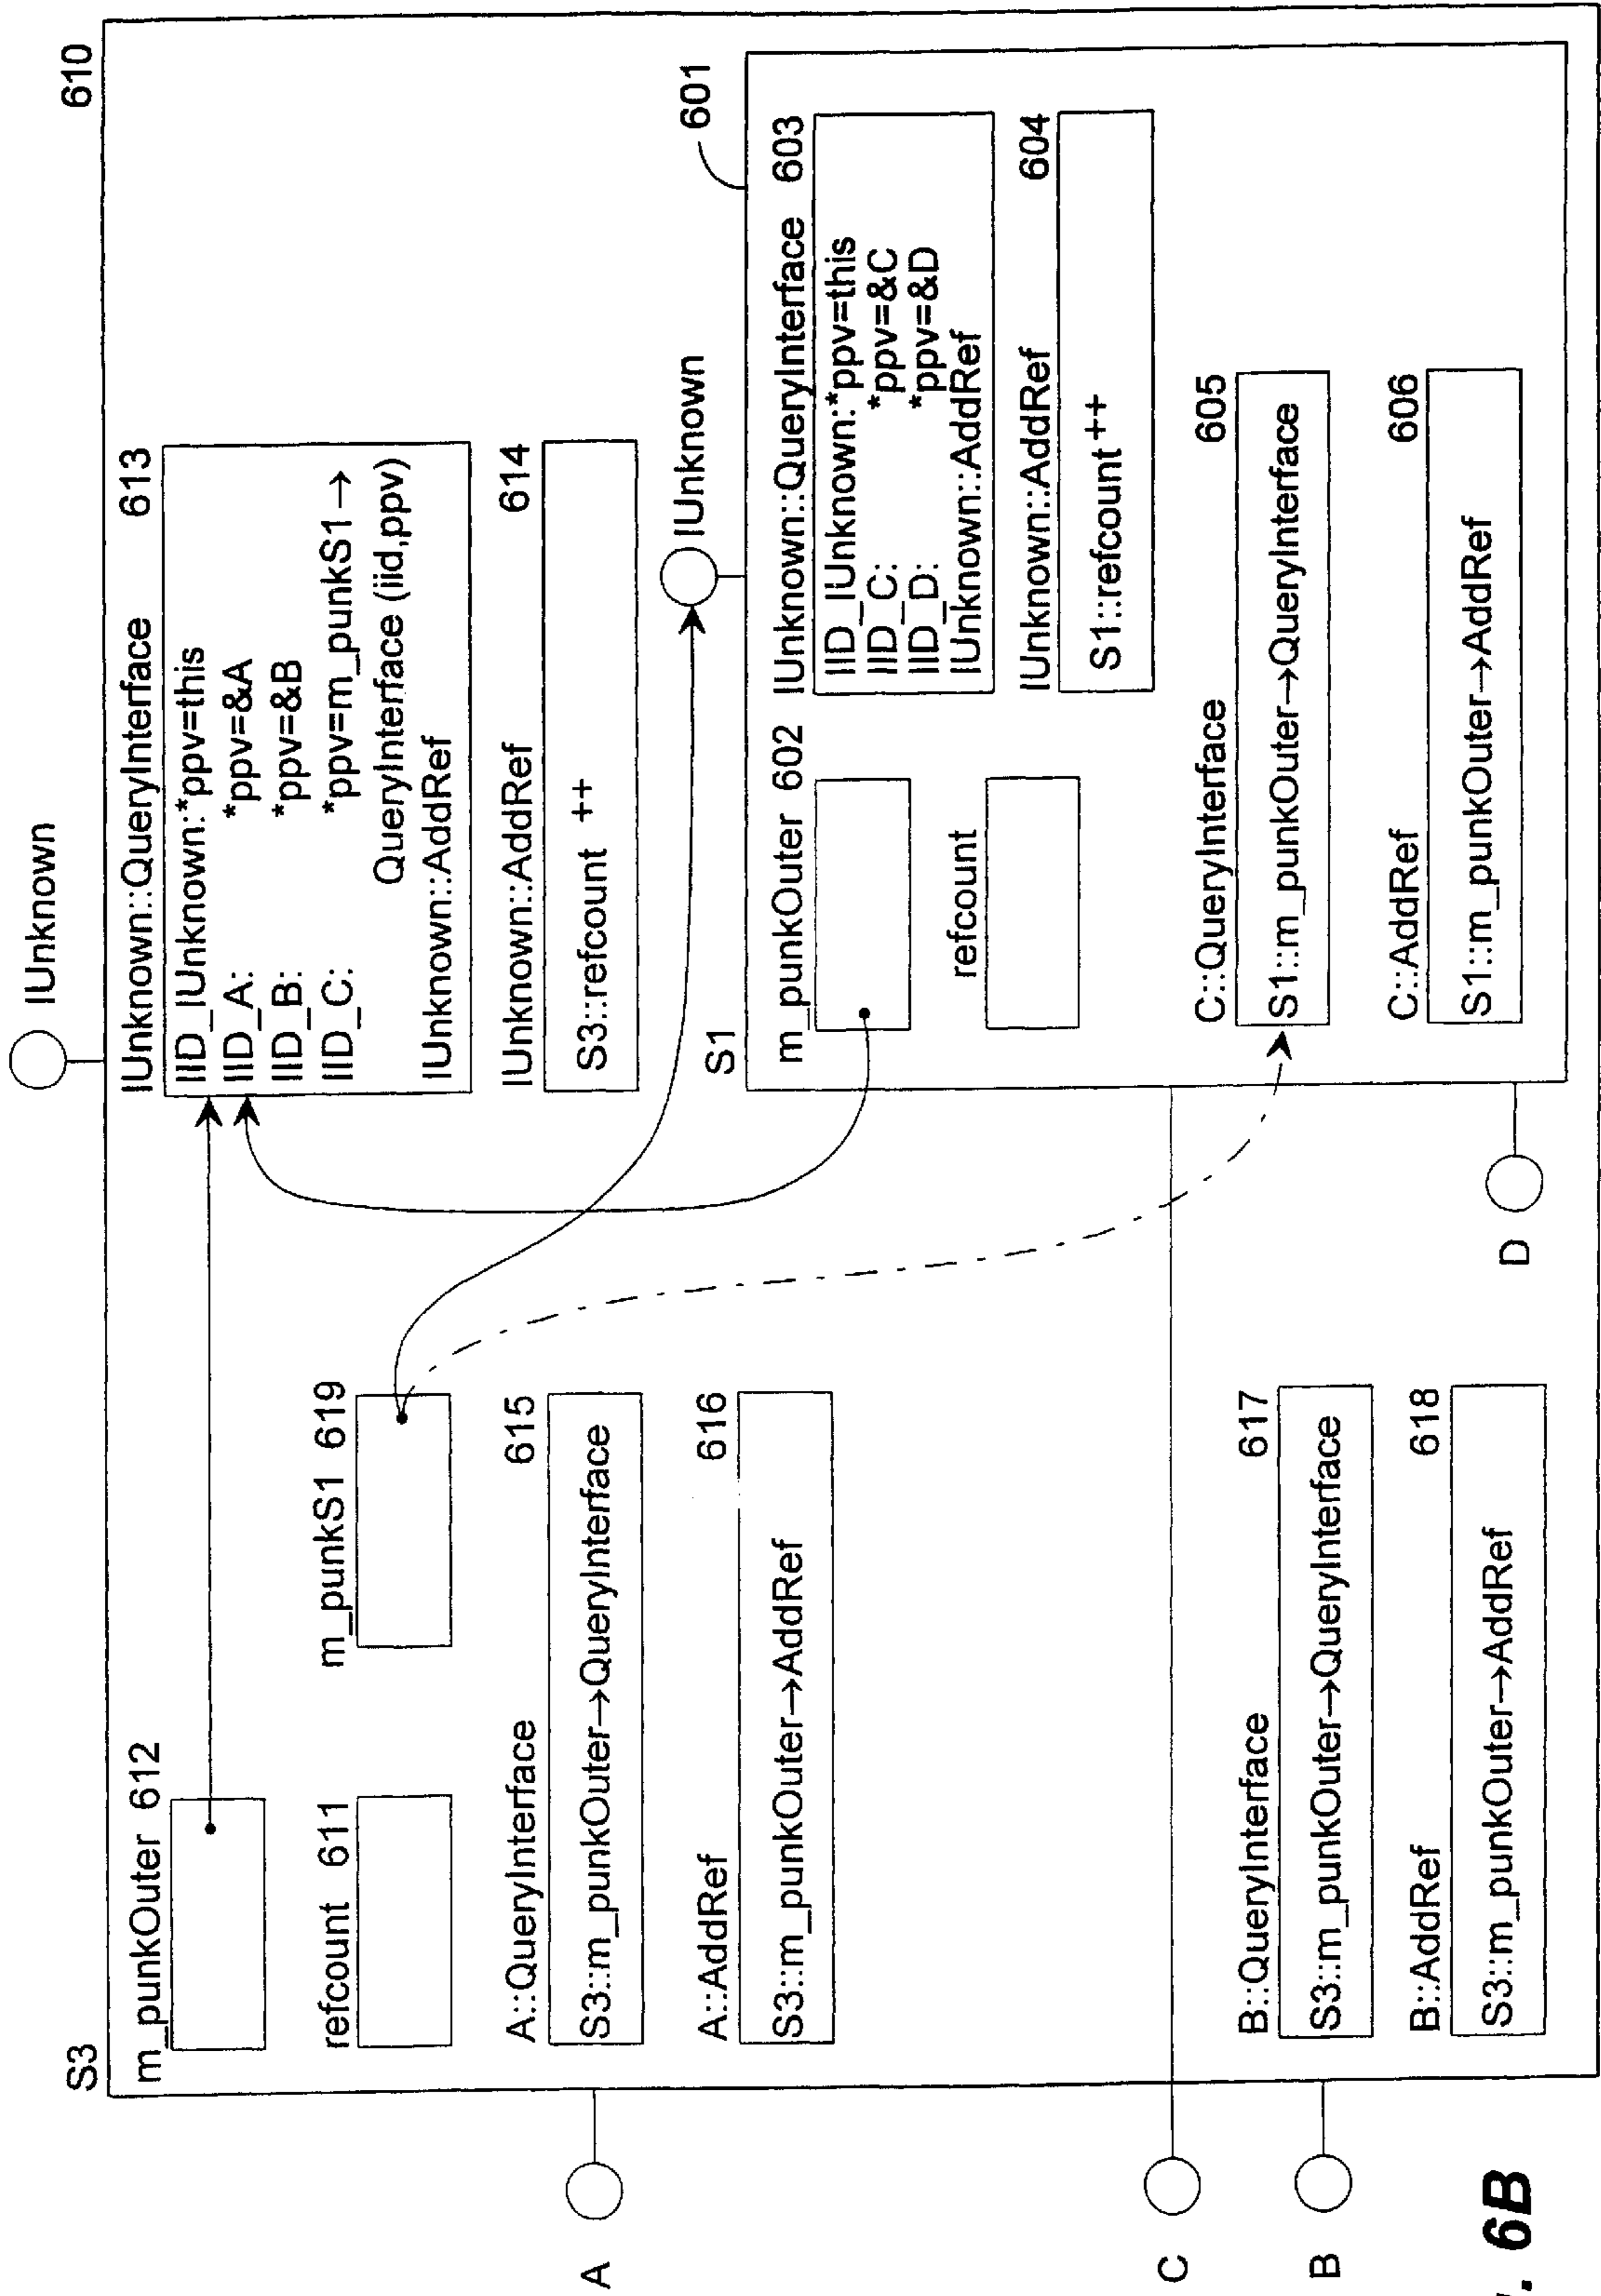 IUnknown
S3
610
m_punkOuter 612
refcount 611
m_punkS1 619
IUnknown::QueryInterface 613
IID_IUnknown:*ppv=this
IID_A: *ppv=&A
IID_B: *ppv=&B
IID_C: *ppv=m_punkS1→
QueryInterface (iid,ppv)
IUnknown::AddRef
IUnknown::AddRef 614
S3::refcount ++
A::QueryInterface 615
S3::m_punkOuter→QueryInterface
A::AddRef 616
S3::m_punkOuter→AddRef
A
IUnknown
601
S1
m_punkOuter 602
refcount
IUnknown::QueryInterface 603
IID_IUnknown:*ppv=this
IID_C: *ppv=&C
IID_D: *ppv=&D
IUnknown::AddRef
IUnknown::AddRef 604
S1::refcount++
C::QueryInterface 605
S1::m_punkOuter→QueryInterface
C::AddRef 606
S1::m_punkOuter→AddRef
C
B::QueryInterface 617
S3::m_punkOuter→QueryInterface
B::AddRef 618
S3::m_punkOuter→AddRef
B
D
6B